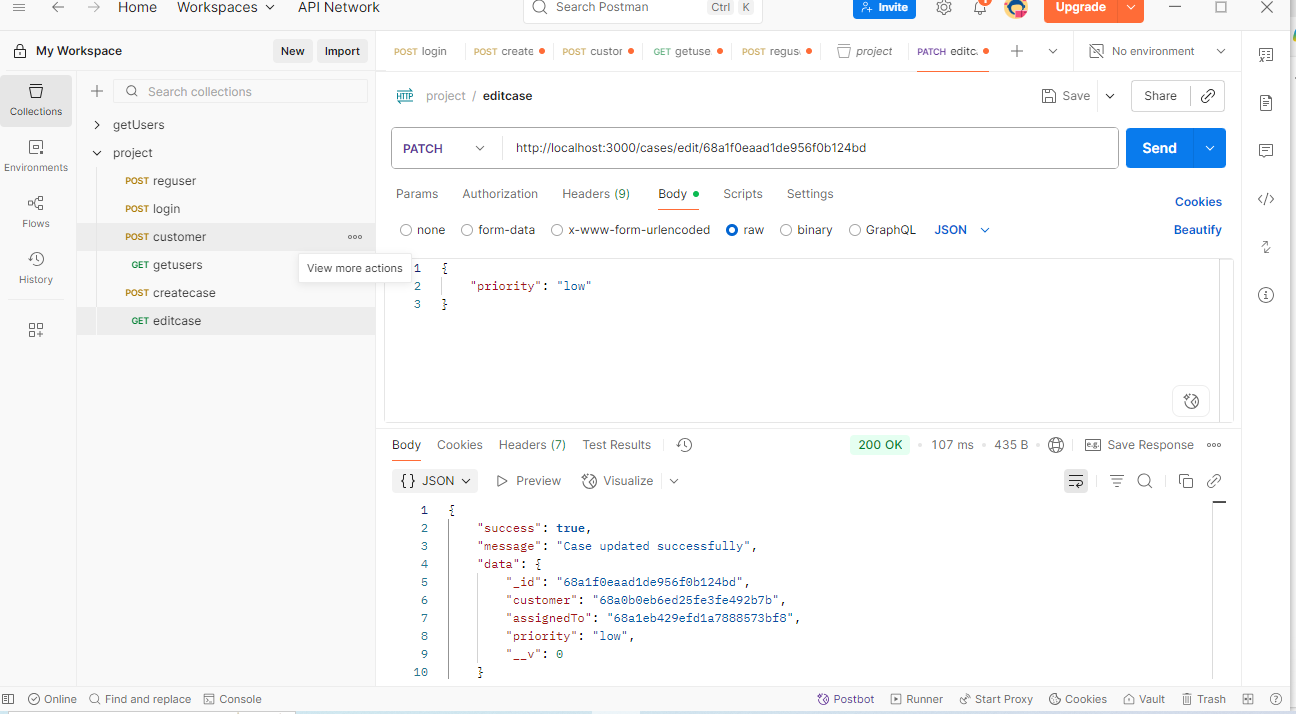 Home Workspaces API Network Search Postman Ctrl K Invite Upgrade
My Workspace New Import POST login POST create POST custor GET getuse POST regus project PATCH editca No environment
Collections
Environments
Flows
History
Search collections
getUsers
project
POST reguser
POST login
POST customer
GET getusers
POST createcase
GET editcase
View more actions
HTTP project / editcase Save Share
PATCH http://localhost:3000/cases/edit/68a1f0eaad1de956f0b124bd Send
Params Authorization Headers (9) Body Scripts Settings Cookies
none form-data x-www-form-urlencoded raw binary GraphQL JSON Beautify
1 {
2 "priority": "low"
3 }
Body Cookies Headers (7) Test Results 200 OK 107 ms 435 B e.g. Save Response
{} JSON Preview Visualize
1 {
2 "success": true,
3 "message": "Case updated successfully",
4 "data": {
5 "_id": "68a1f0eaad1de956f0b124bd",
6 "customer": "68a0b0eb6ed25fe3fe492b7b",
7 "assignedTo": "68a1eb429efd1a7888573bf8",
8 "priority": "low",
9 "__v": 0
10 }
Online Find and replace Console Postbot Runner Start Proxy Cookies Vault Trash